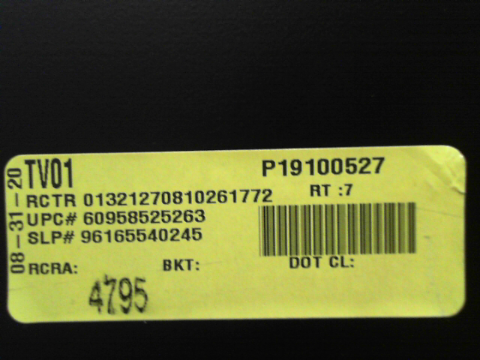 08-31-20
TV01 P19100527
RCTR 01321270810261772 RT :7
UPC# 60958525263
SLP# 96165540245
RCRA: BKT: DOT CL:
4795